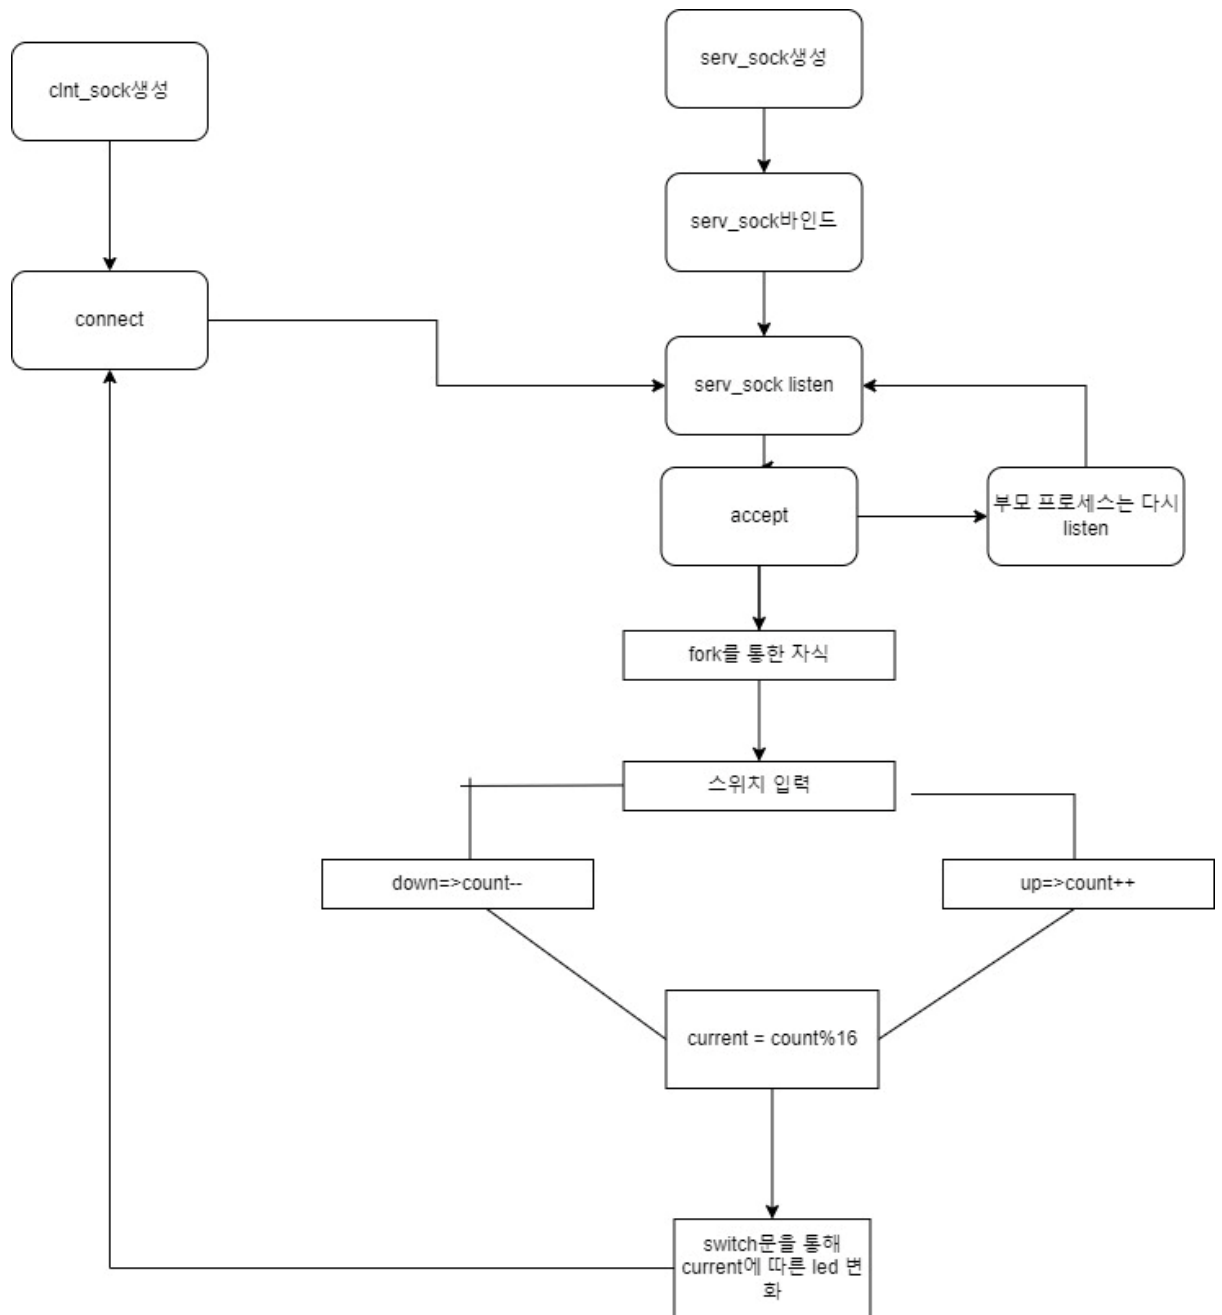 serv_sock생성
clnt_sock생성
serv_sock바인드
connect
serv_sock listen
accept
부모 프로세스는 다시
listen
fork를 통한 자식
스위치 입력
down=>count--
up=>count++
current = count%16
switch문을 통해
current에 따른 led 변
화